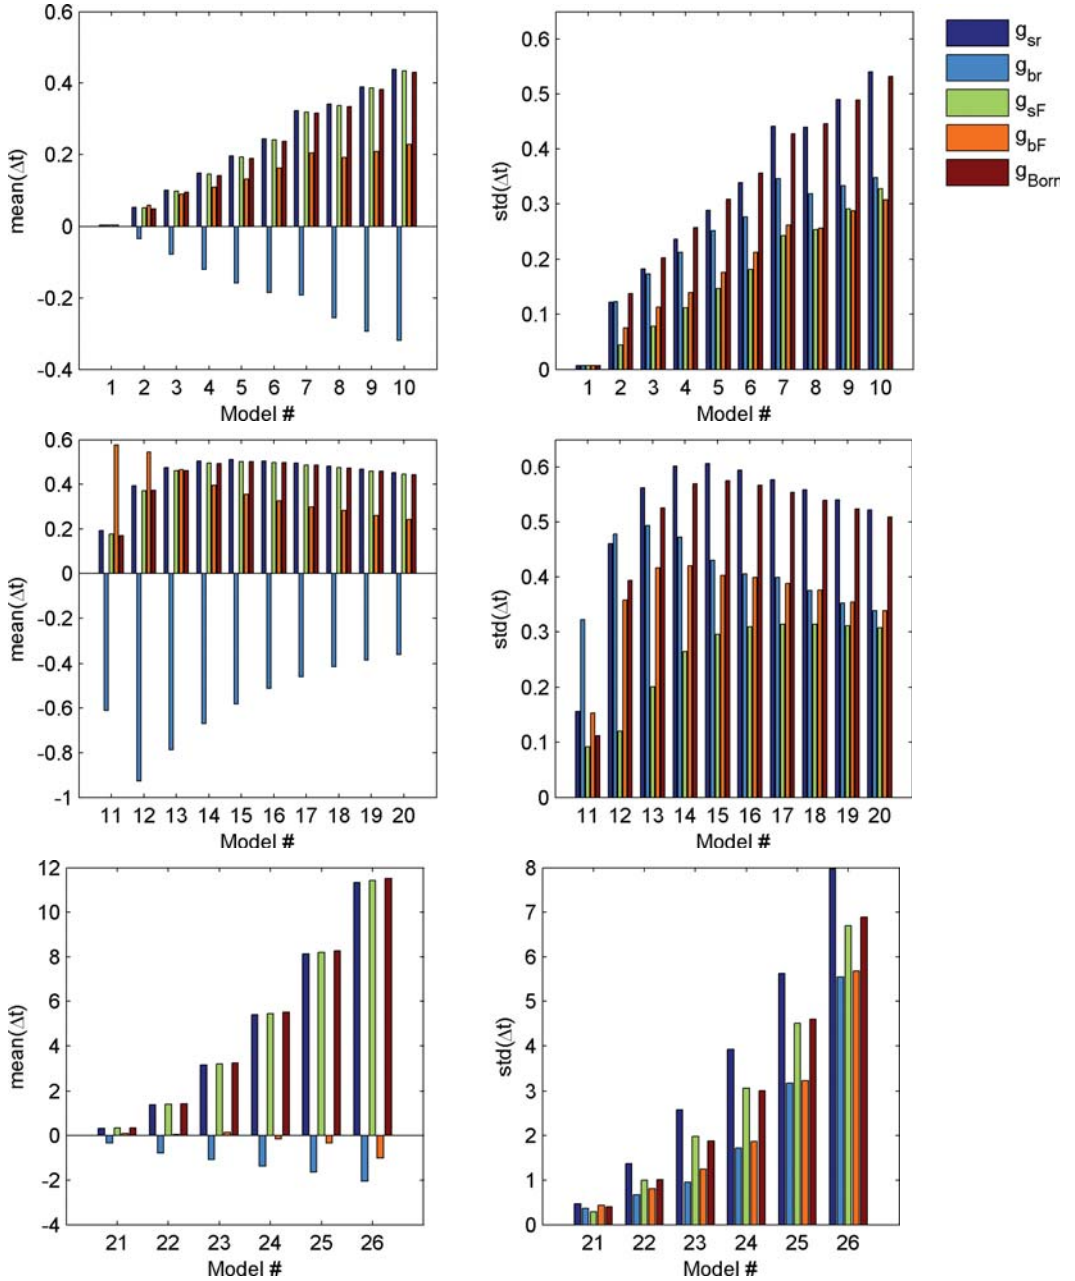 0.6
0.4
0.2
0
-0.2
-0.4
mean(Δt)
1 2 3 4 5 6 7 8 9 10
Model #
0.6
0.5
0.4
0.3
0.2
0.1
0
std(Δt)
1 2 3 4 5 6 7 8 9 10
Model #
g_sr
g_br
g_sF
g_bF
g_Born
0.6
0.4
0.2
0
-0.2
-0.4
-0.6
-0.8
-1
mean(Δt)
11 12 13 14 15 16 17 18 19 20
Model #
0.6
0.5
0.4
0.3
0.2
0.1
0
std(Δt)
11 12 13 14 15 16 17 18 19 20
Model #
12
10
8
6
4
2
0
-2
-4
mean(Δt)
21 22 23 24 25 26
Model #
8
7
6
5
4
3
2
1
0
std(Δt)
21 22 23 24 25 26
Model #